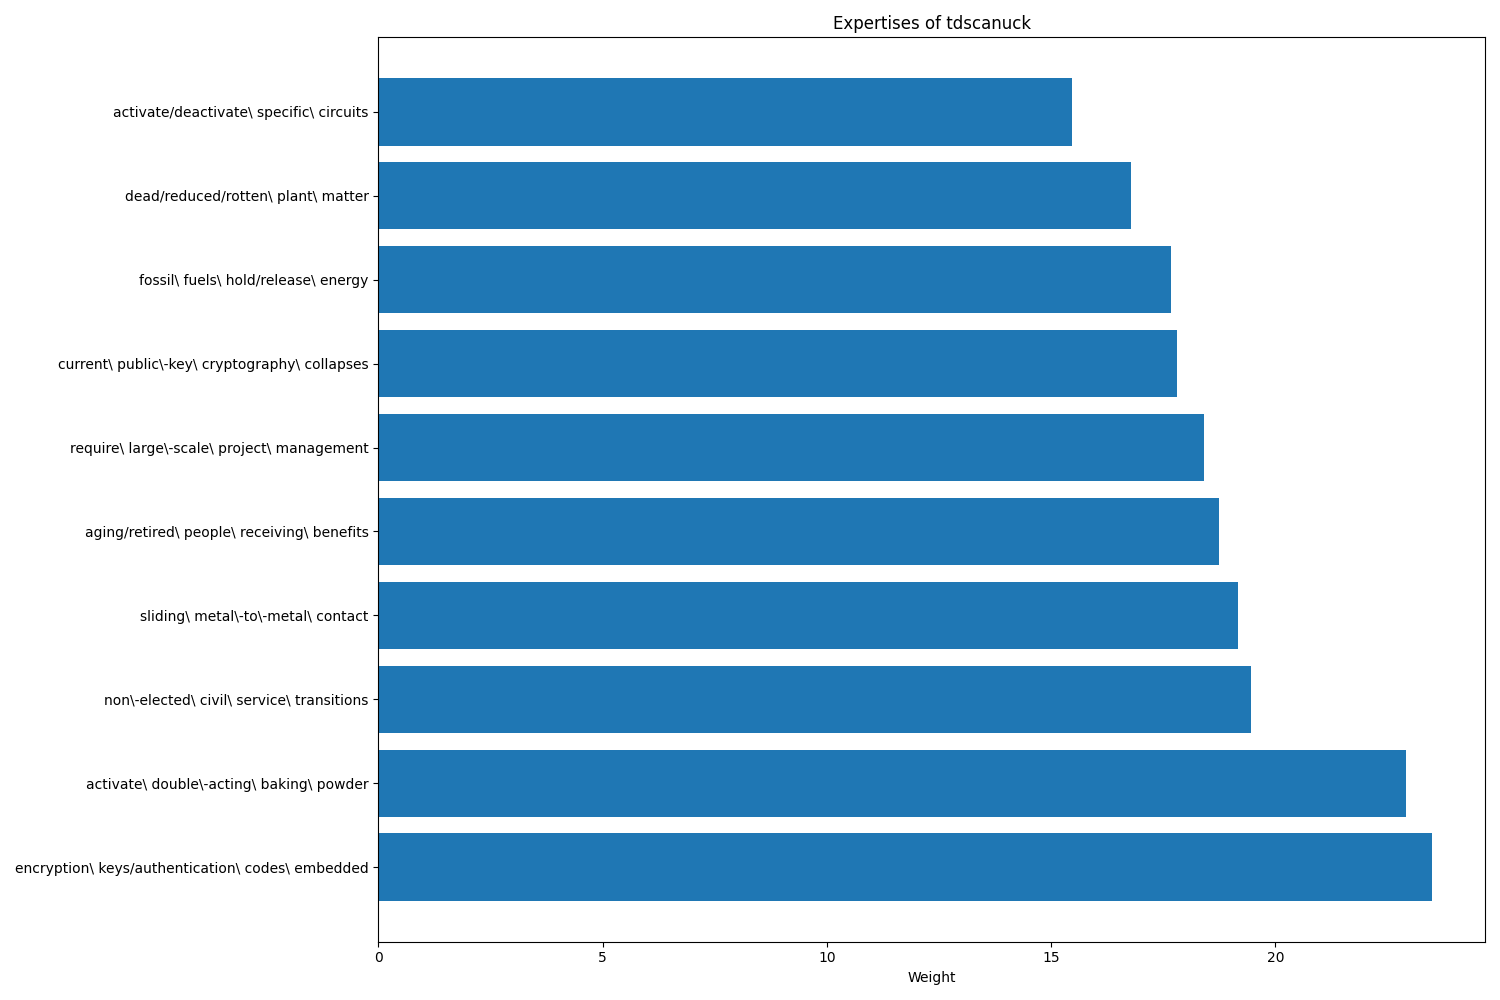 Expertises of tdscanuck
activate/deactivate\ specific\ circuits
dead/reduced/rotten\ plant\ matter
fossil\ fuels\ hold/release\ energy
current\ public\-key\ cryptography\ collapses
require\ large\-scale\ project\ management
aging/retired\ people\ receiving\ benefits
sliding\ metal\-to\-metal\ contact
non\-elected\ civil\ service\ transitions
activate\ double\-acting\ baking\ powder
encryption\ keys/authentication\ codes\ embedded
0 5 10 15 20
Weight